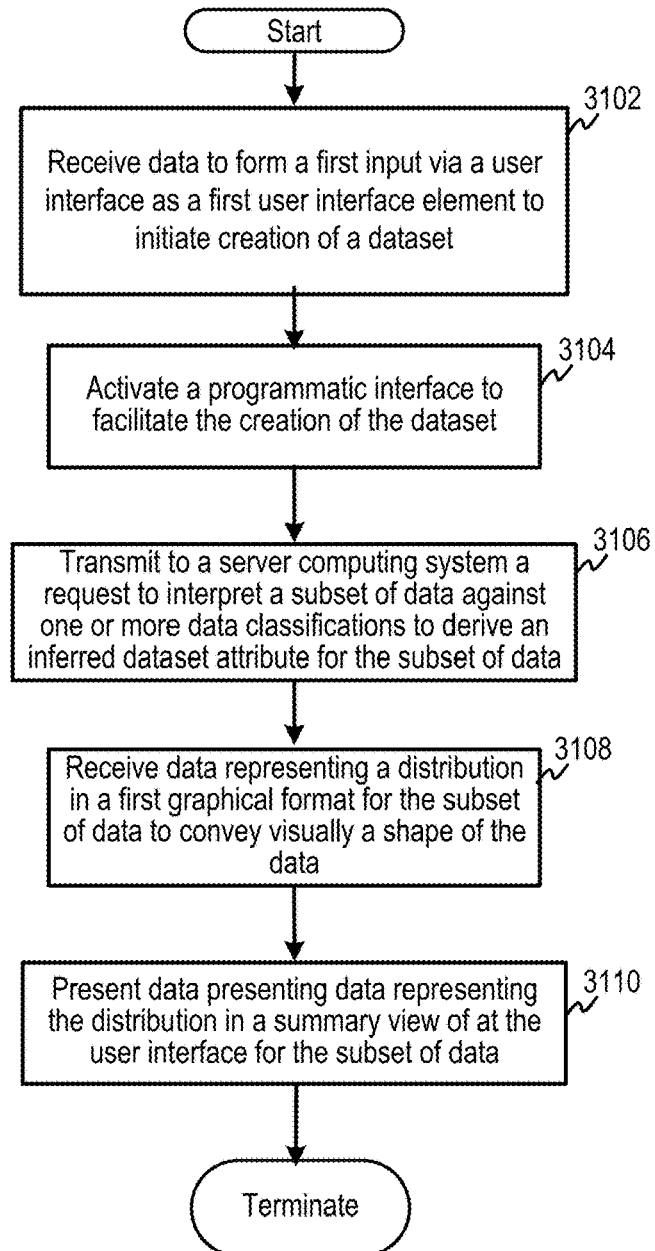 Start
3102
Receive data to form a first input via a user
interface as a first user interface element to
initiate creation of a dataset
3104
Activate a programmatic interface to
facilitate the creation of the dataset
3106
Transmit to a server computing system a
request to interpret a subset of data against
one or more data classifications to derive an
inferred dataset attribute for the subset of data
3108
Receive data representing a distribution
in a first graphical format for the subset
of data to convey visually a shape of the
data
3110
Present data presenting data representing
the distribution in a summary view of at the
user interface for the subset of data
Terminate